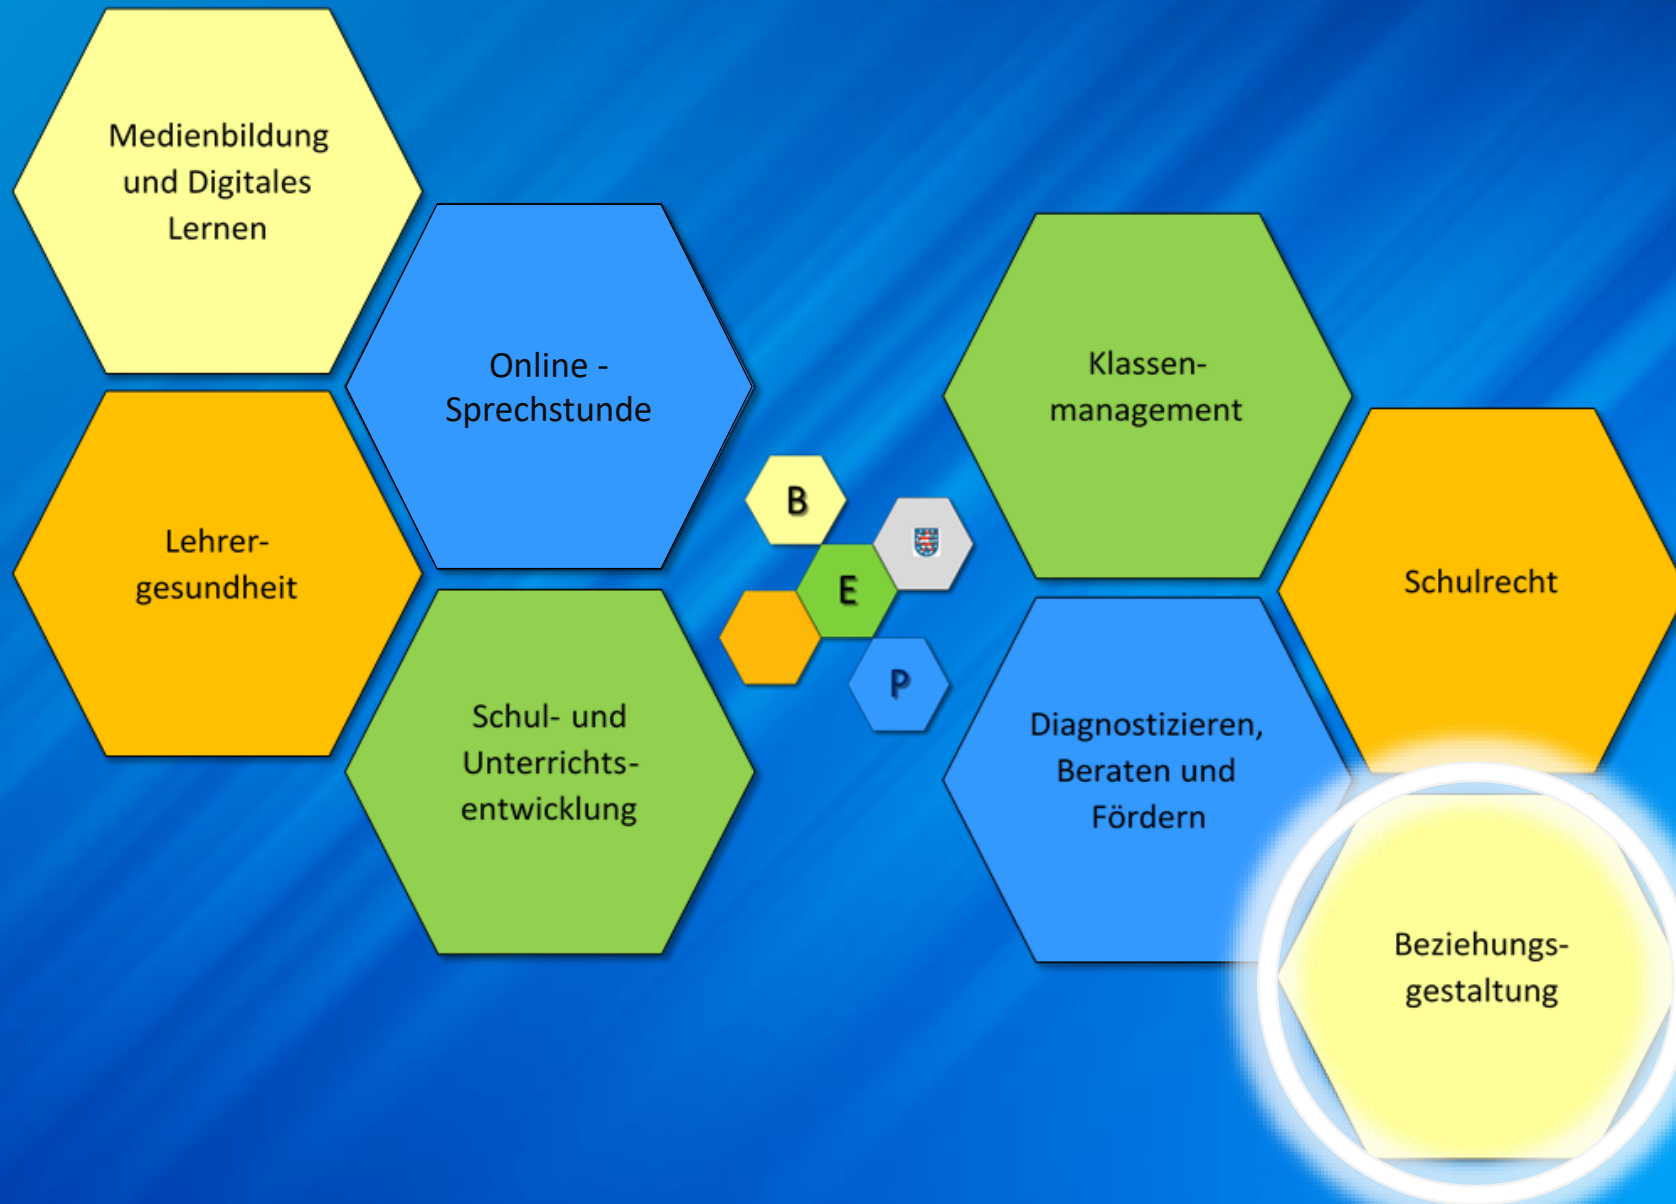 Medienbildung
und Digitales
Lernen
Online -
Sprechstunde
Lehrer-
gesundheit
Schul- und
Unterrichts-
entwicklung
B
E
P
Klassen-
management
Schulrecht
Diagnostizieren,
Beraten und
Fördern
Beziehungs-
gestaltung